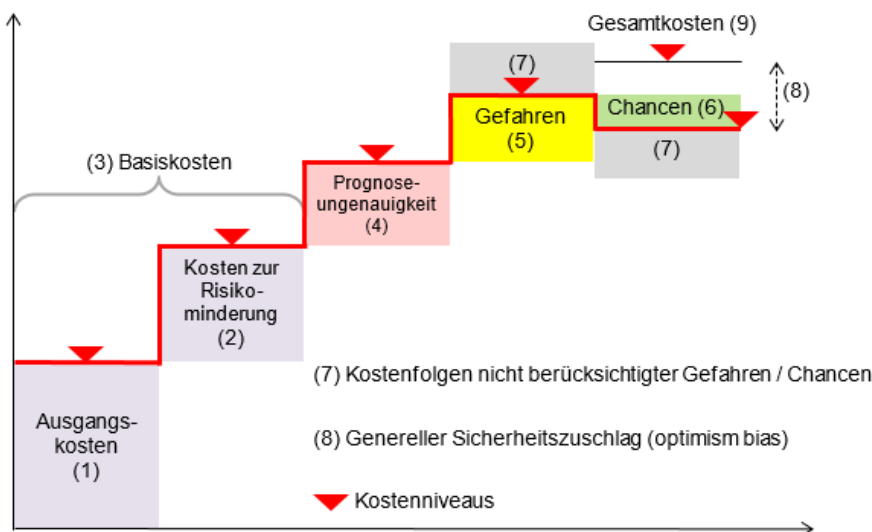 Gesamtkosten (9)
(7)
(8)
Gefahren
(5)
Chancen (6)
(7)
(3) Basiskosten
Prognose-
ungenauigkeit
(4)
Kosten zur
Risiko-
minderung
(2)
(7) Kostenfolgen nicht berücksichtigter Gefahren / Chancen
Ausgangs-
kosten
(1)
(8) Genereller Sicherheitszuschlag (optimism bias)
Kostenniveaus